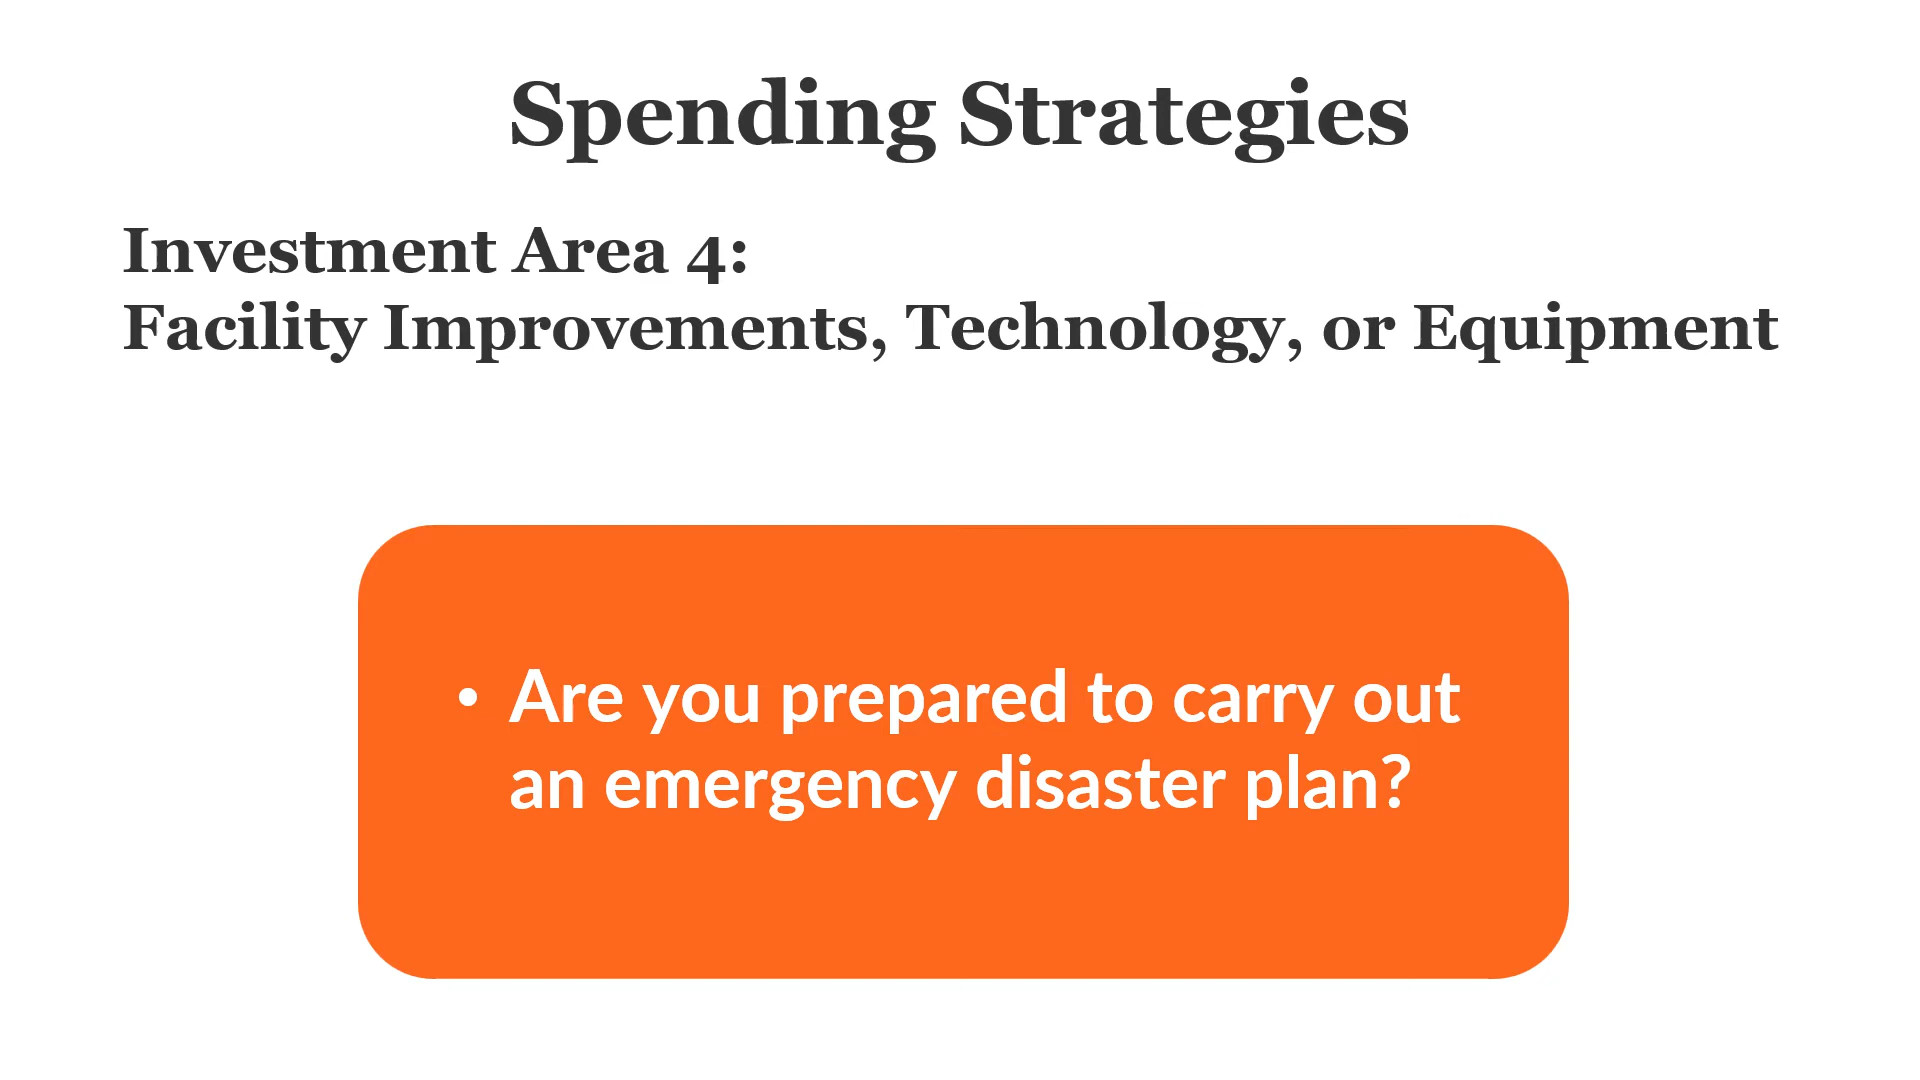 Spending Strategies
Investment Area 4:
Facility Improvements, Technology, or Equipment
• Are you prepared to carry out
an emergency disaster plan?